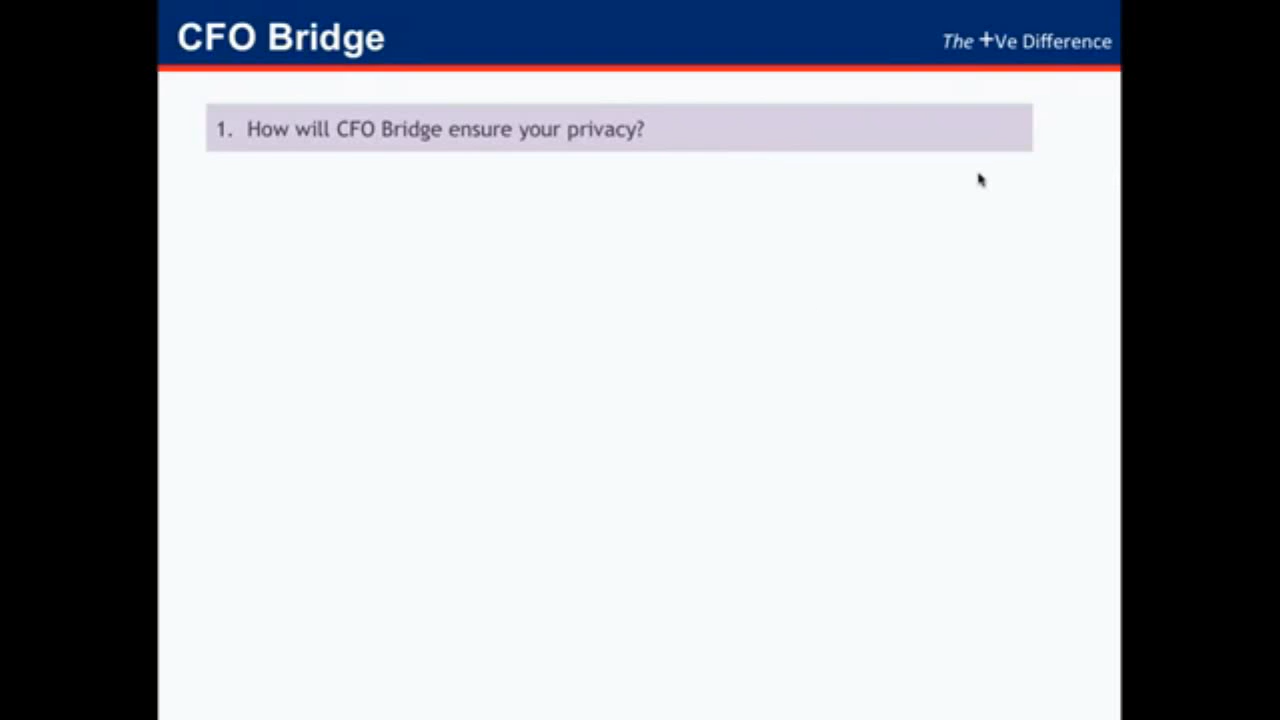 CFO Bridge
The +Ve Difference
1. How will CFO Bridge ensure your privacy?